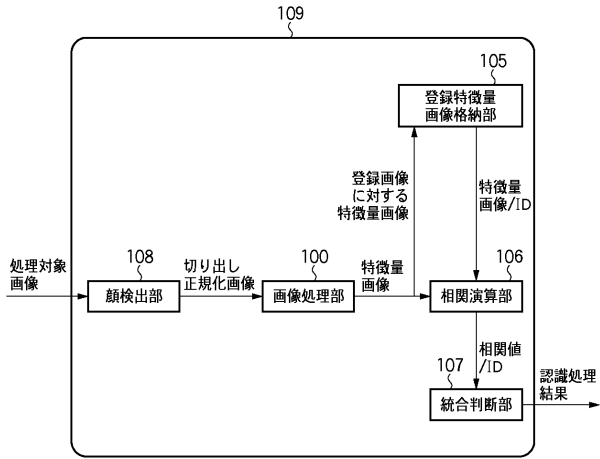 109
105
登録特徴量
画像格納部
登録画像
に対する
特徴量画像
特徴量
画像/ID
処理対象
画像
108
顔検出部
切り出し
正規化画像
100
画像処理部
特徴量
画像
106
相関演算部
相関値
/ID
107
統合判断部
認識処理
結果